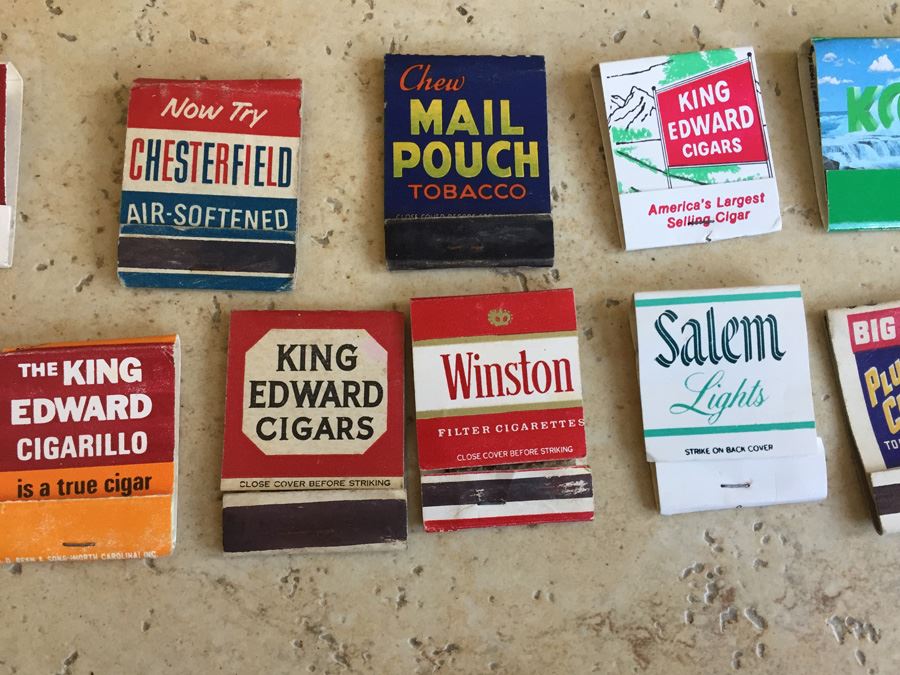 Now Try
CHESTERFIELD
AIR-SOFTENED
Chew
MAIL
POUCH
TOBACCO
KING
EDWARD
CIGARS
America's Largest
Selling Cigar
THE KING
EDWARD
CIGARILLO
is a true cigar
KING
EDWARD
CIGARS
CLOSE COVER BEFORE STRIKING
Winston
FILTER CIGARETTES
CLOSE COVER BEFORE STRIKING
Salem
Lights
STRIKE ON BACK COVER
BIG